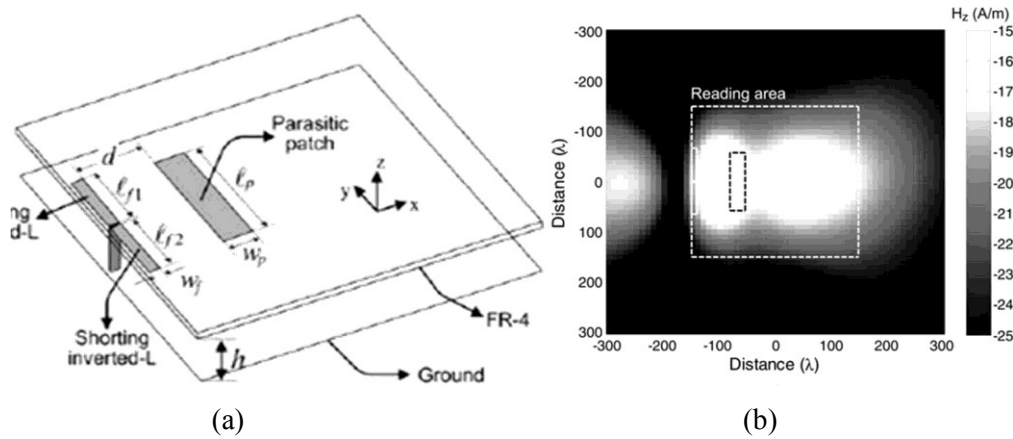 Parasitic
patch
d
ℓf1
ℓf2
ℓp
wp
wf
z
y
x
ng
ed-L
Shorting
inverted-L
h
FR-4
Ground
(a)
Hz (A/m)
-300
-200
-100
0
100
200
300
Distance (λ)
Reading area
-300
-200
-100
0
100
200
300
Distance (λ)
-15
-16
-17
-18
-19
-20
-21
-22
-23
-24
-25
(b)